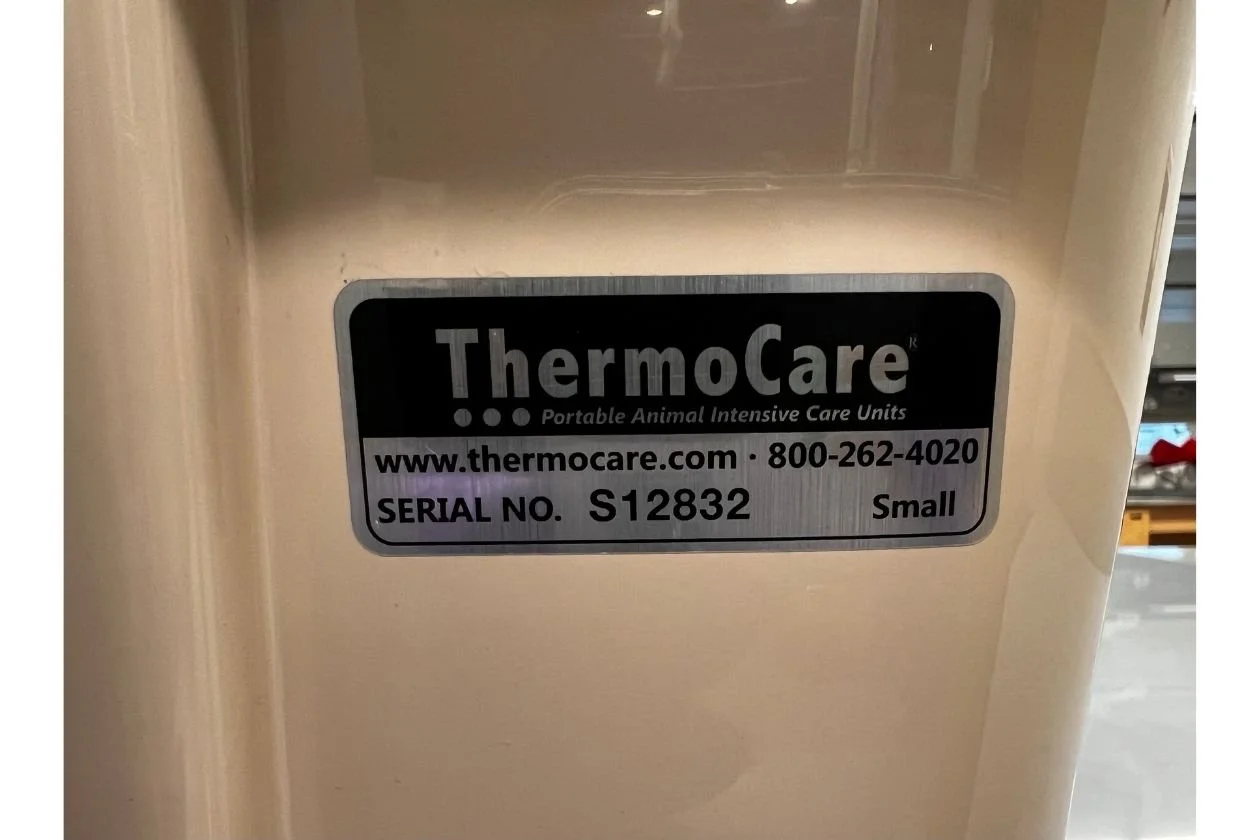 ThermoCare®
Portable Animal Intensive Care Units
www.thermocare.com · 800-262-4020
SERIAL NO. S12832 Small